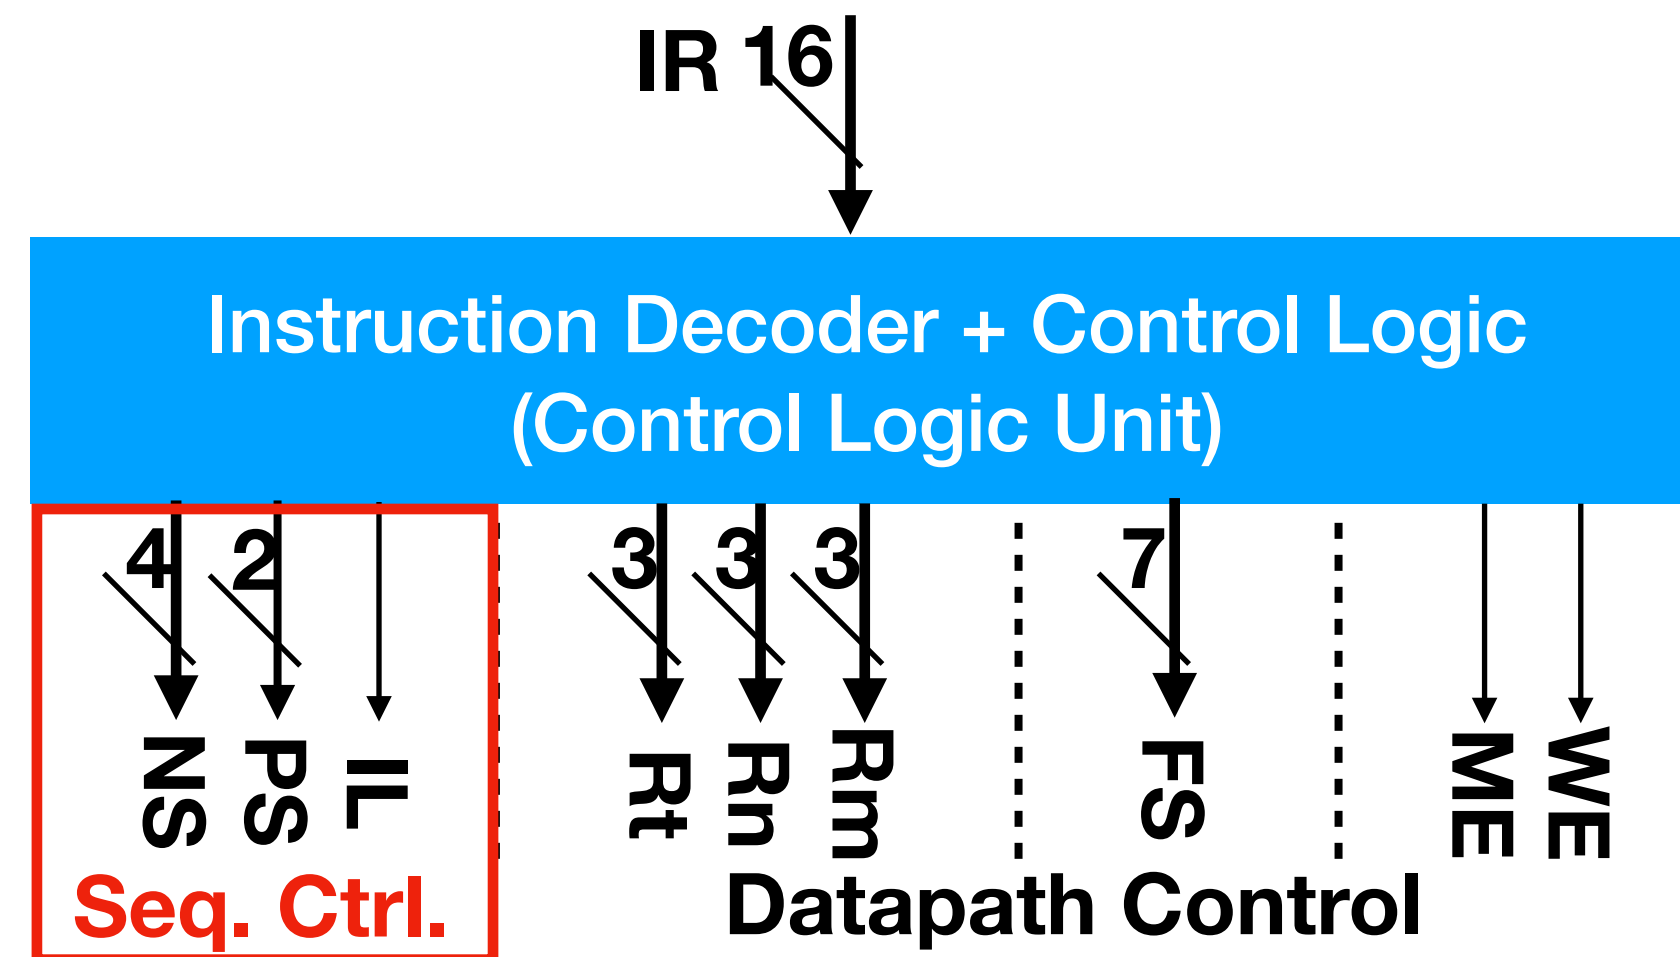 IR 16
Instruction Decoder + Control Logic
(Control Logic Unit)
4 2 3 3 3 7
NS PS IL Rt Rn Rm FS ME WE
Seq. Ctrl. Datapath Control